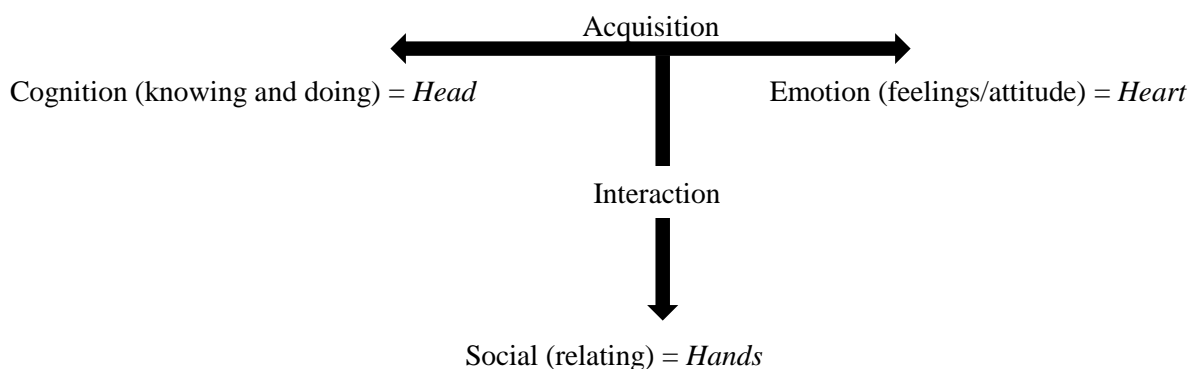 Acquisition
Cognition (knowing and doing) = Head
Emotion (feelings/attitude) = Heart
Interaction
Social (relating) = Hands